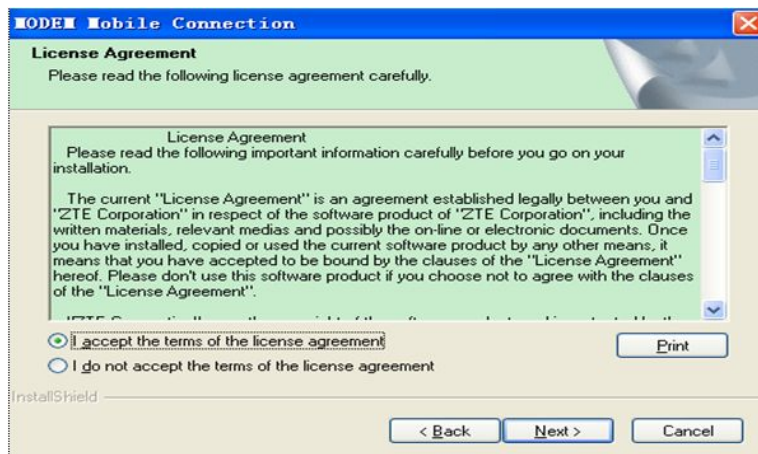 MODEM Mobile Connection
License Agreement
Please read the following license agreement carefully.
License Agreement
Please read the following important information carefully before you go on your
installation.
The current "License Agreement" is an agreement established legally between you and
"ZTE Corporation" in respect of the software product of "ZTE Corporation", including the
written materials, relevant medias and possibly the on-line or electronic documents. Once
you have installed, copied or used the current software product by any other means, it
means that you have accepted to be bound by the clauses of the "License Agreement"
hereof. Please don't use this software product if you choose not to agree with the clauses
of the "License Agreement".
I accept the terms of the license agreement
Print
I do not accept the terms of the license agreement
InstallShield
< Back
Next >
Cancel